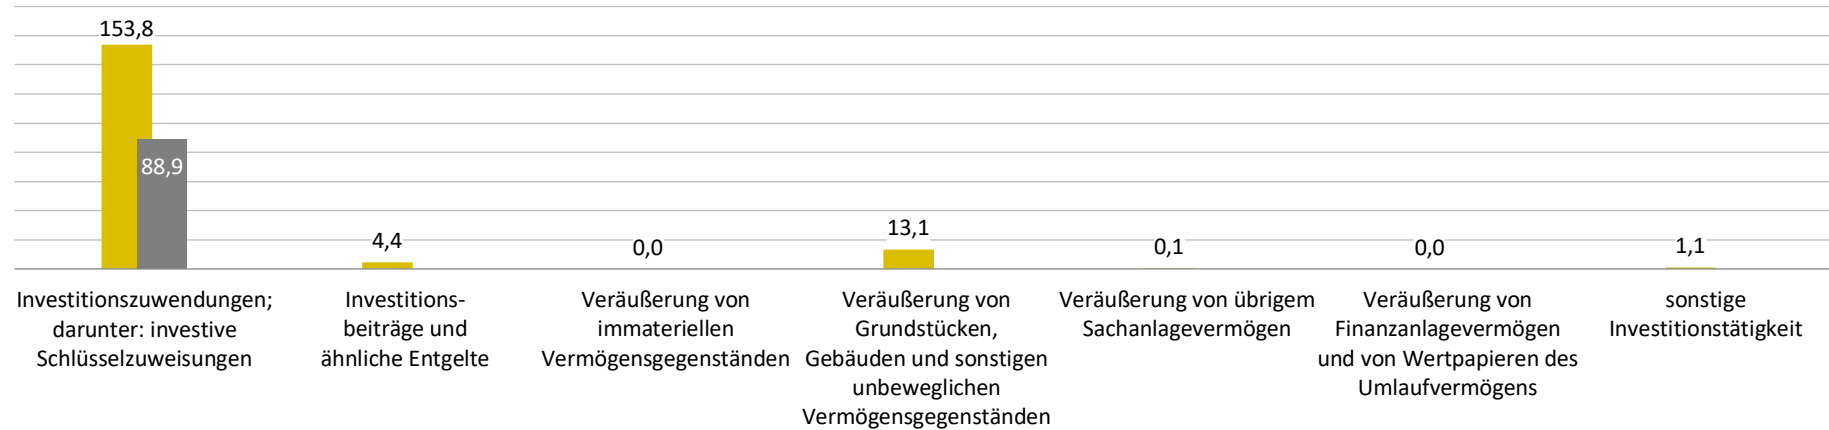 153,8
88,9
4,4
0,0
13,1
0,1
0,0
1,1
Investitionszuwendungen;
darunter: investive
Schlüsselzuweisungen
Investitions-
beiträge und
ähnliche Entgelte
Veräußerung von
immateriellen
Vermögensgegenständen
Veräußerung von
Grundstücken,
Gebäuden und sonstigen
unbeweglichen
Vermögensgegenständen
Veräußerung von übrigem
Sachanlagevermögen
Veräußerung von
Finanzanlagevermögen
und von Wertpapieren des
Umlaufvermögens
sonstige
Investitionstätigkeit